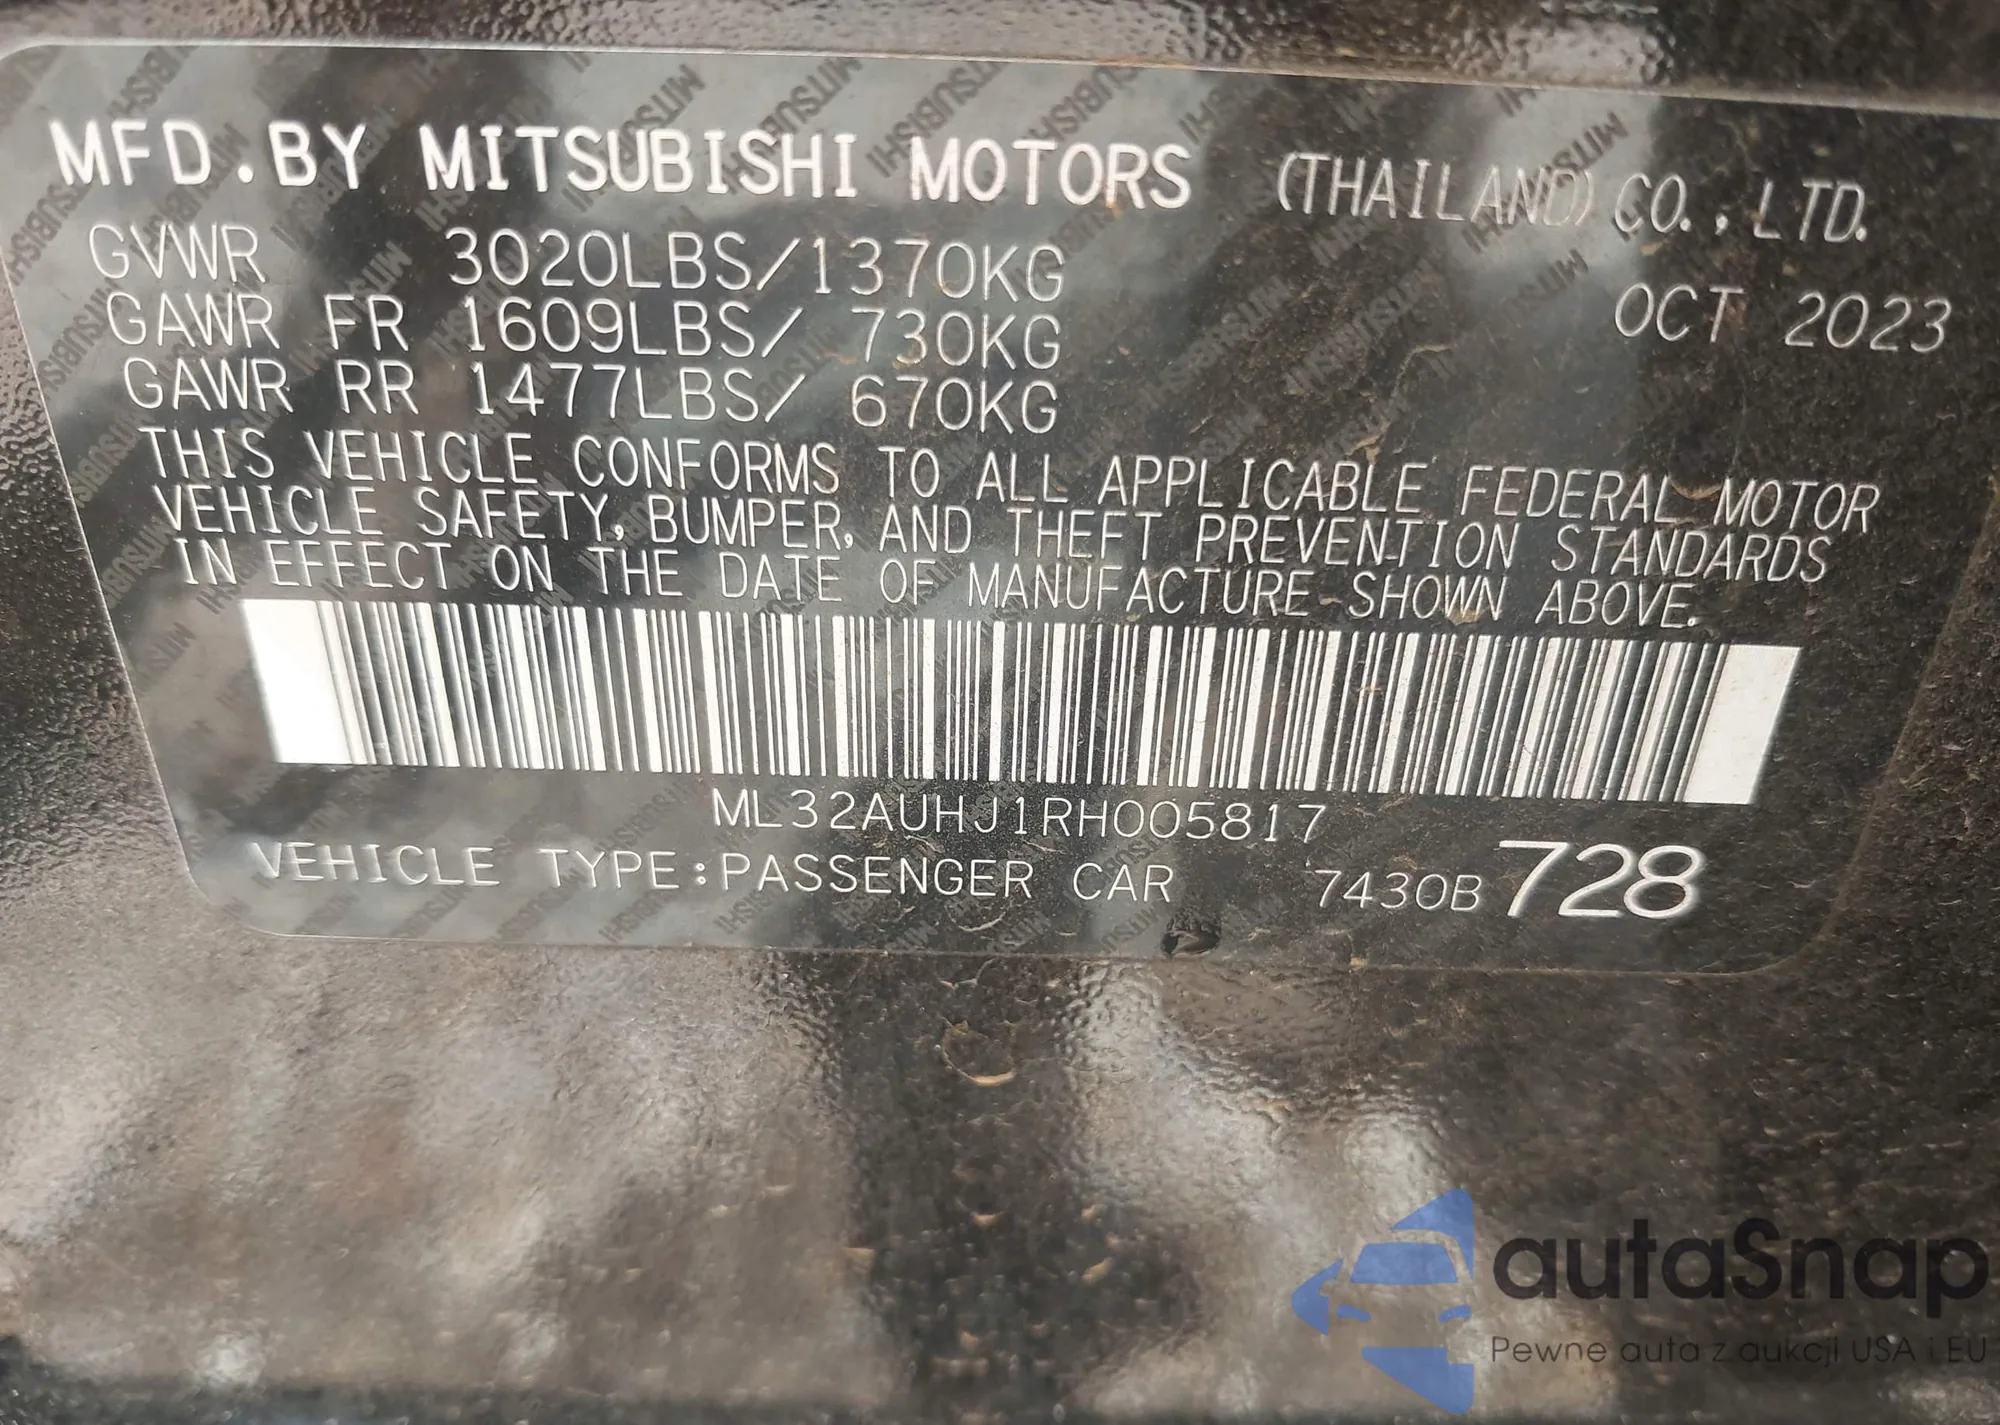 MFD.BY MITSUBISHI MOTORS (THAILAND) CO., LTD.
GVWR 3020LBS/1370KG
OCT 2023
GAWR FR 1609LBS/ 730KG
GAWR RR 1477LBS/ 670KG
THIS VEHICLE CONFORMS TO ALL APPLICABLE FEDERAL MOTOR
VEHICLE SAFETY, BUMPER, AND THEFT PREVENTION STANDARDS
IN EFFECT ON THE DATE OF MANUFACTURE SHOWN ABOVE.
ML32AUHJ1RH005817
VEHICLE TYPE:PASSENGER CAR 7430B 728
autaSnap
Pewne auta z aukcji USA i EU